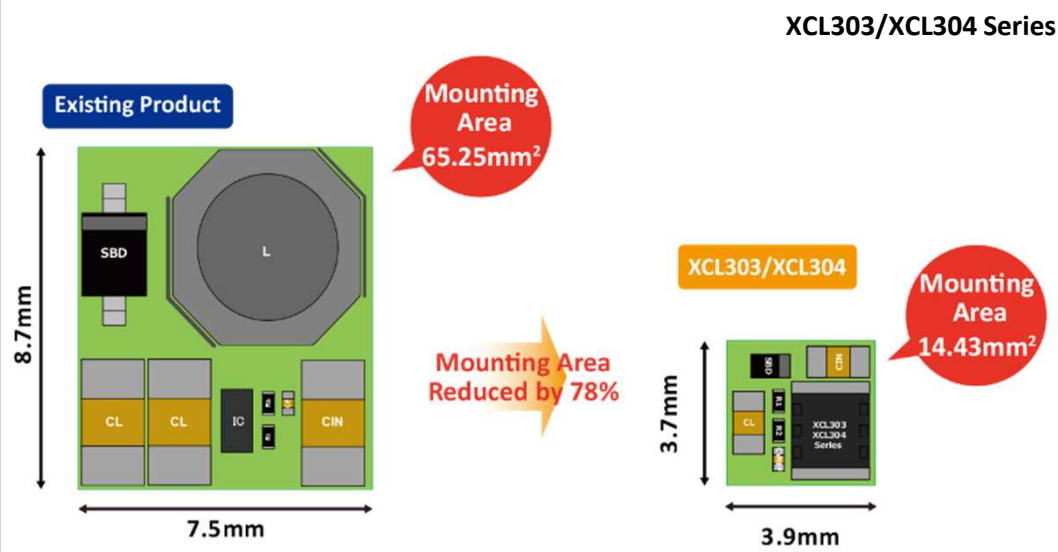 XCL303/XCL304 Series
Existing Product
Mounting
Area
65.25mm²
8.7mm
SBD
L
CL
CL
IC
CIN
7.5mm
Mounting Area
Reduced by 78%
XCL303/XCL304
Mounting
Area
14.43mm²
3.7mm
SBD
CIN
CL
R1
R2
XCL303
XCL304
Series
3.9mm